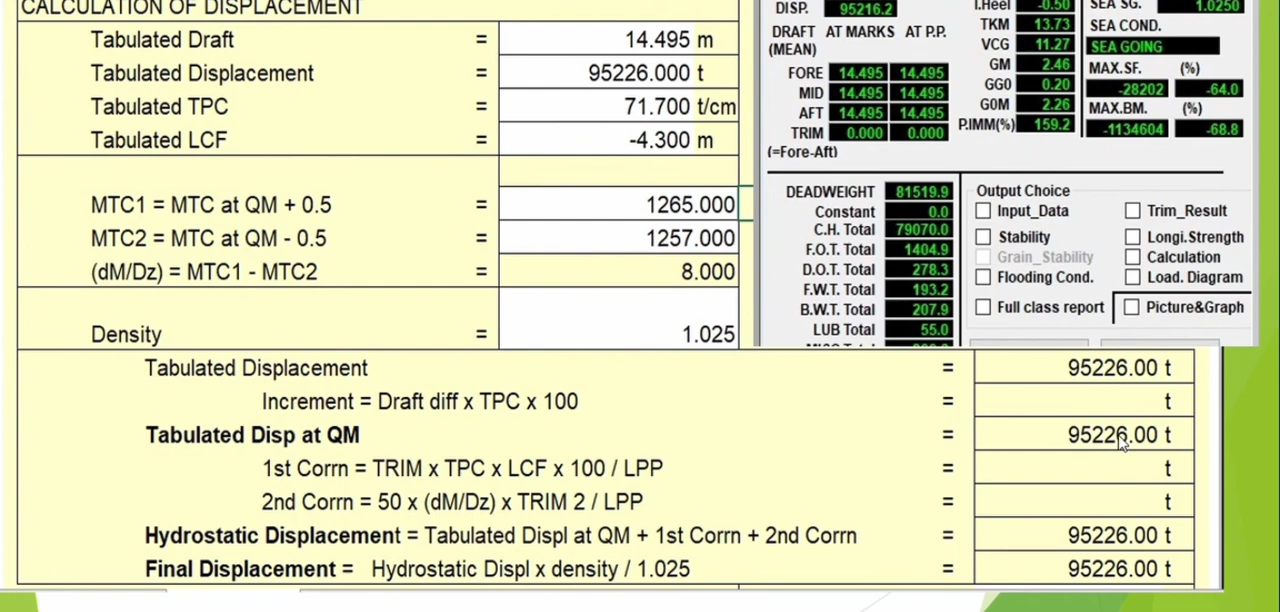 CALCULATION OF DISPLACEMENT
Tabulated Draft = 14.495 m
Tabulated Displacement = 95226.000 t
Tabulated TPC = 71.700 t/cm
Tabulated LCF = -4.300 m
MTC1 = MTC at QM + 0.5 = 1265.000
MTC2 = MTC at QM - 0.5 = 1257.000
(dM/Dz) = MTC1 - MTC2 = 8.000
Density = 1.025
DISP. 95216.2
DRAFT AT MARKS AT P.P.
(MEAN)
FORE 14.495 14.495
MID 14.495 14.495
AFT 14.495 14.495
TRIM 0.000 0.000
(=Fore-Aft)
I.Heel -0.50
TKM 13.73
VCG 11.27
GM 2.46
GG0 0.20
G0M 2.26
P.IMM(%) 159.2
SEA SG. 1.0250
SEA COND.
SEA GOING
MAX.SF. (%)
-28202 -64.0
MAX.BM. (%)
-1134604 -68.8
DEADWEIGHT 81519.9
Constant 0.0
C.H. Total 79070.0
F.O.T. Total 1404.9
D.O.T. Total 278.3
F.W.T. Total 193.2
B.W.T. Total 207.9
LUB Total 55.0
Output Choice
Input_Data Trim_Result
Stability Longi.Strength
Grain_Stability Calculation
Flooding Cond. Load. Diagram
Full class report Picture&Graph
Tabulated Displacement = 95226.00 t
Increment = Draft diff x TPC x 100 = t
Tabulated Disp at QM = 95226.00 t
1st Corrn = TRIM x TPC x LCF x 100 / LPP = t
2nd Corrn = 50 x (dM/Dz) x TRIM 2 / LPP = t
Hydrostatic Displacement = Tabulated Displ at QM + 1st Corrn + 2nd Corrn = 95226.00 t
Final Displacement = Hydrostatic Displ x density / 1.025 = 95226.00 t